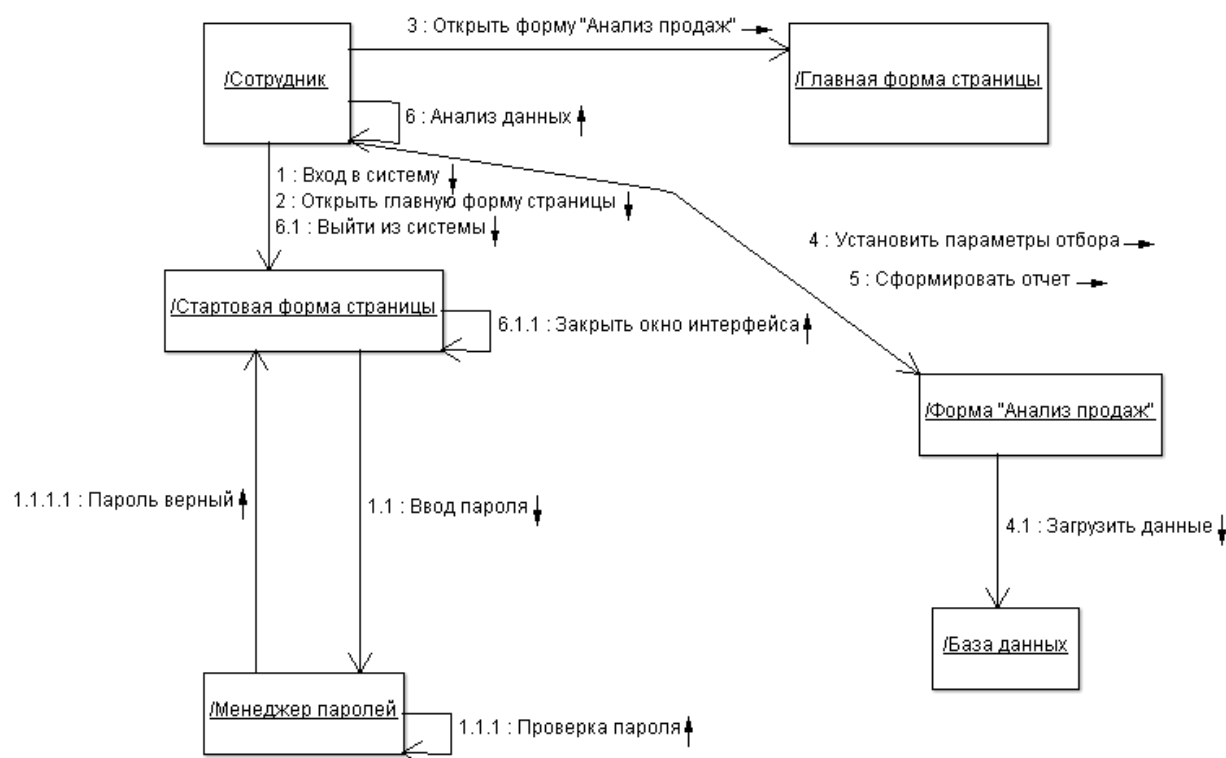 3 : Открыть форму "Анализ продаж"
/Сотрудник
/Главная форма страницы
6 : Анализ данных
1 : Вход в систему
2 : Открыть главную форму страницы
6.1 : Выйти из системы
4 : Установить параметры отбора
5 : Сформировать отчет
/Стартовая форма страницы
6.1.1 : Закрыть окно интерфейса
/Форма "Анализ продаж"
1.1.1.1 : Пароль верный
1.1 : Ввод пароля
4.1 : Загрузить данные
/База данных
/Менеджер паролей
1.1.1 : Проверка пароля